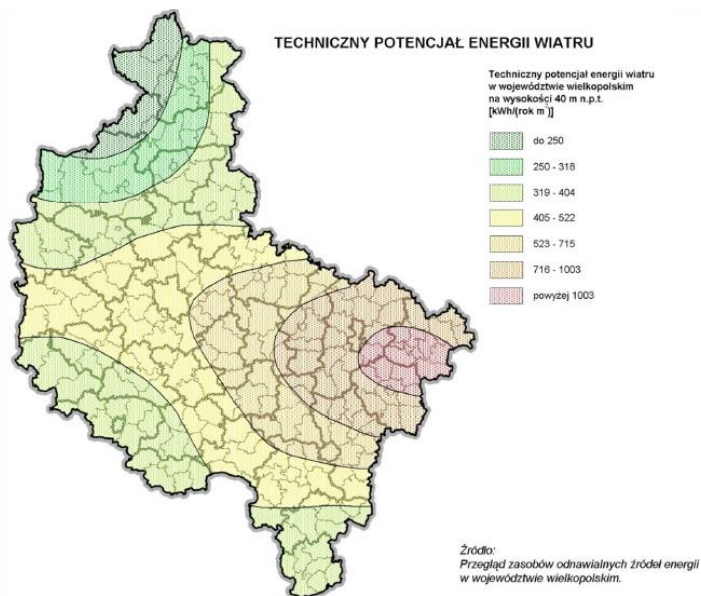 TECHNICZNY POTENCJAŁ ENERGII WIATRU
Techniczny potencjał energii wiatru
w województwie wielkopolskim
na wysokości 40 m n.p.t.
[kWh/(rok m²)]
do 250
250 - 318
319 - 404
405 - 522
523 - 715
716 - 1003
powyżej 1003
Źródło:
Przegląd zasobów odnawialnych źródeł energii
w województwie wielkopolskim.